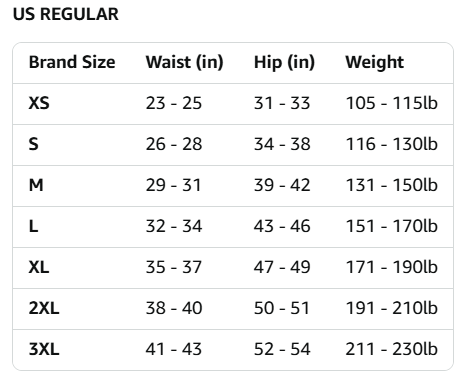 US REGULAR
Brand Size Waist (in) Hip (in) Weight
XS 23 - 25 31 - 33 105 - 115lb
S 26 - 28 34 - 38 116 - 130lb
M 29 - 31 39 - 42 131 - 150lb
L 32 - 34 43 - 46 151 - 170lb
XL 35 - 37 47 - 49 171 - 190lb
2XL 38 - 40 50 - 51 191 - 210lb
3XL 41 - 43 52 - 54 211 - 230lb